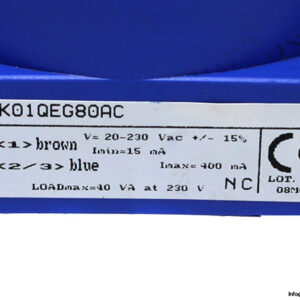 K01QEG80AC
V= 20-230 Vac +/- 15%
<1> brown
Imin=15 mA
<2/3> blue
Imax= 400 mA
LOADmax=40 VA at 230 V
NC
CE
LOT.